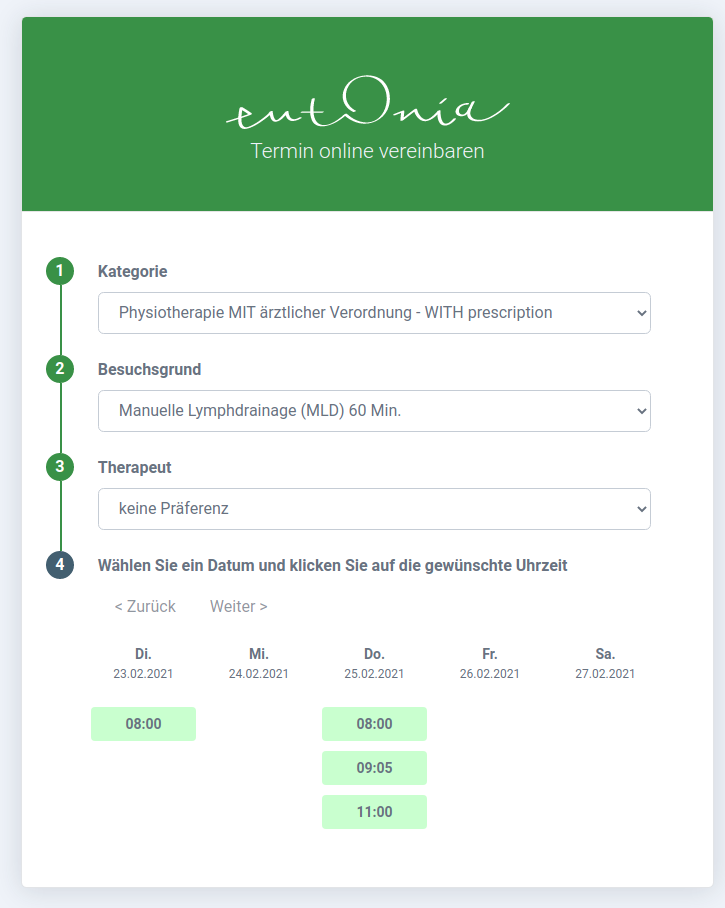 eutOnia
Termin online vereinbaren
1 Kategorie
Physiotherapie MIT ärztlicher Verordnung - WITH prescription
2 Besuchsgrund
Manuelle Lymphdrainage (MLD) 60 Min.
3 Therapeut
keine Präferenz
4 Wählen Sie ein Datum und klicken Sie auf die gewünschte Uhrzeit
< Zurück Weiter >
Di. Mi. Do. Fr. Sa.
23.02.2021 24.02.2021 25.02.2021 26.02.2021 27.02.2021
08:00 08:00
09:05
11:00